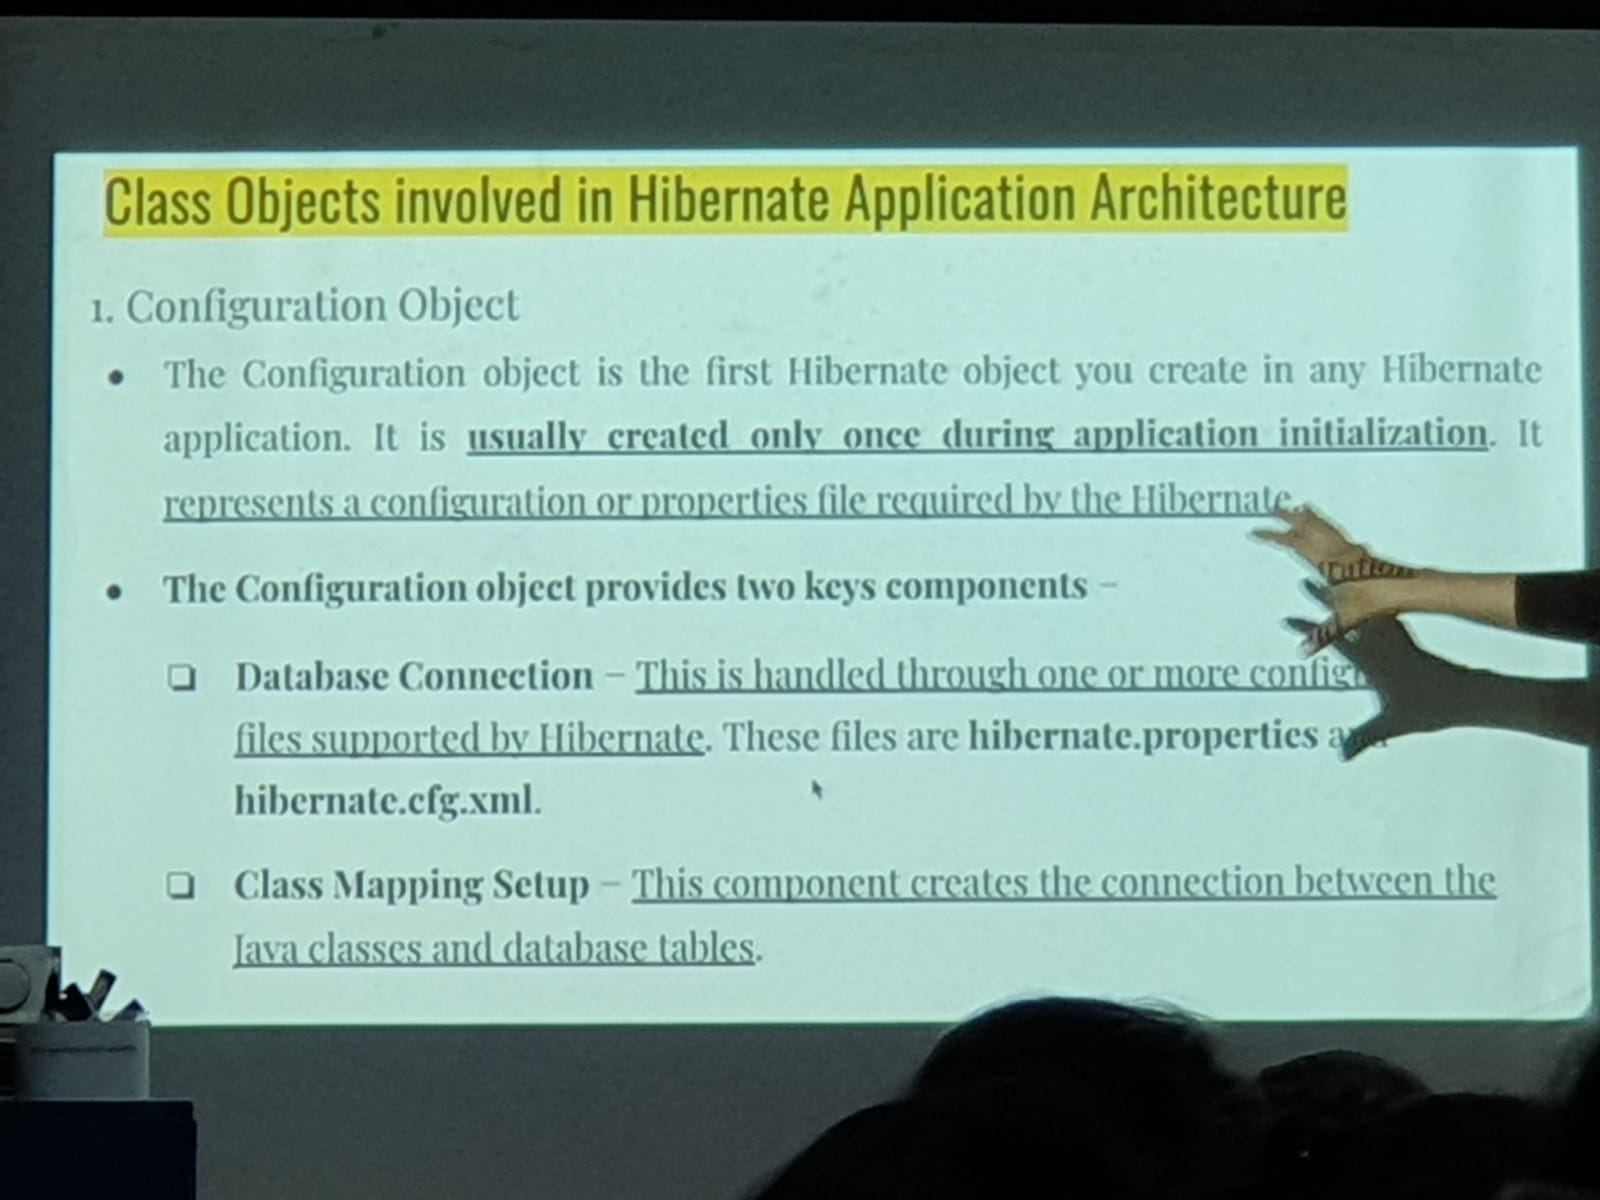 Class Objects involved in Hibernate Application Architecture
1. Configuration Object
● The Configuration object is the first Hibernate object you create in any Hibernate
application. It is usually created only once during application initialization. It
represents a configuration or properties file required by the Hibernate.
● The Configuration object provides two keys components –
❑ Database Connection – This is handled through one or more
files supported by Hibernate. These files are hibernate.properties
hibernate.cfg.xml.
❑ Class Mapping Setup – This component creates the connection between the
Java classes and database tables.